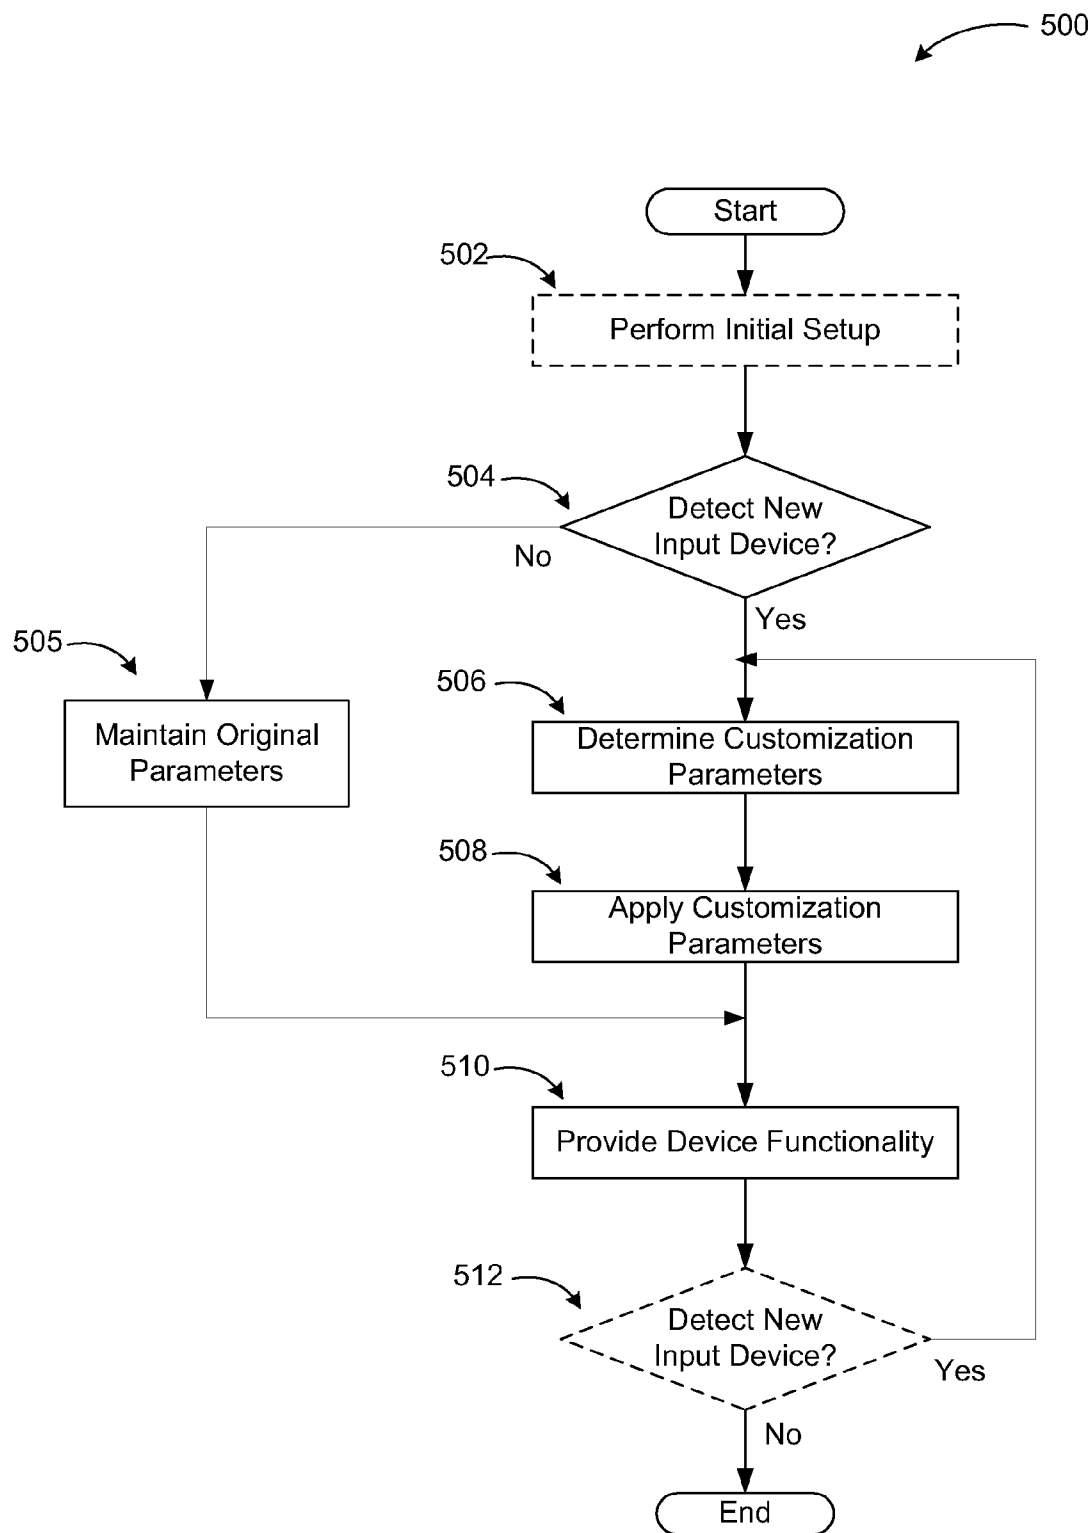 500
Start
502
Perform Initial Setup
504
Detect New
Input Device?
No
Yes
505
Maintain Original
Parameters
506
Determine Customization
Parameters
508
Apply Customization
Parameters
510
Provide Device Functionality
512
Detect New
Input Device?
Yes
No
End